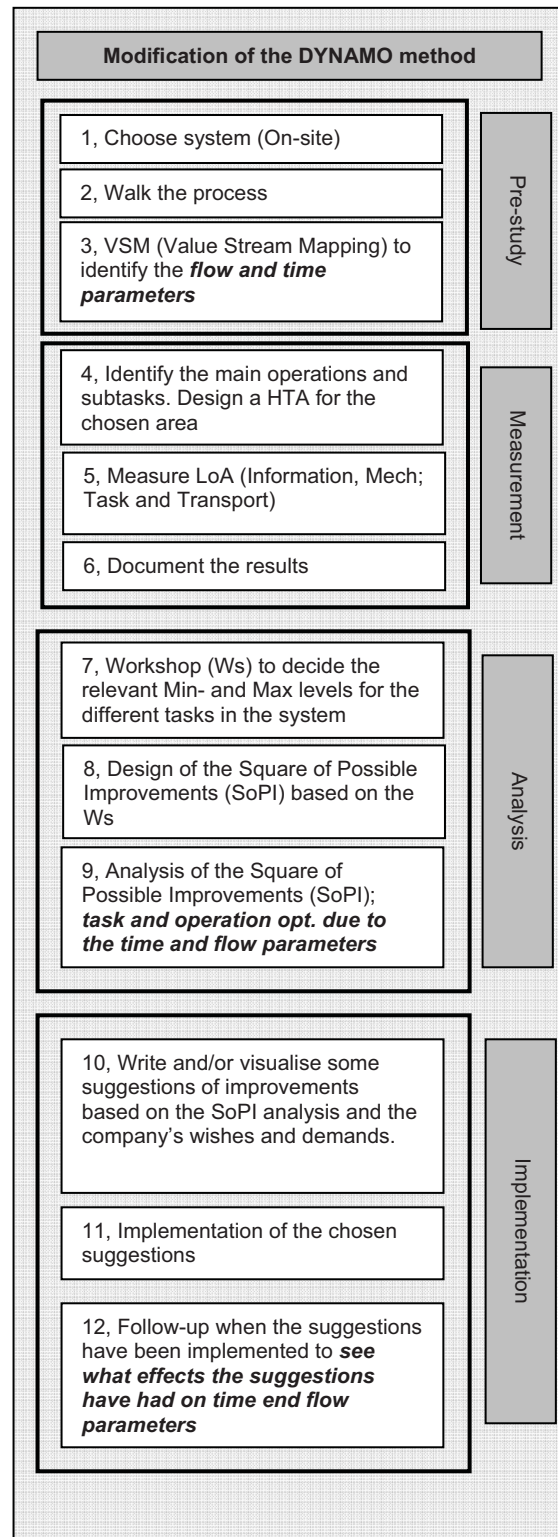 Modification of the DYNAMO method
1, Choose system (On-site)
2, Walk the process
3, VSM (Value Stream Mapping) to
identify the flow and time
parameters
Pre-study
4, Identify the main operations and
subtasks. Design a HTA for the
chosen area
5, Measure LoA (Information, Mech;
Task and Transport)
6, Document the results
Measurement
7, Workshop (Ws) to decide the
relevant Min- and Max levels for the
different tasks in the system
8, Design of the Square of Possible
Improvements (SoPI) based on the
Ws
9, Analysis of the Square of
Possible Improvements (SoPI);
task and operation opt. due to
the time and flow parameters
Analysis
10, Write and/or visualise some
suggestions of improvements
based on the SoPI analysis and the
company's wishes and demands.
11, Implementation of the chosen
suggestions
12, Follow-up when the suggestions
have been implemented to see
what effects the suggestions
have had on time end flow
parameters
Implementation